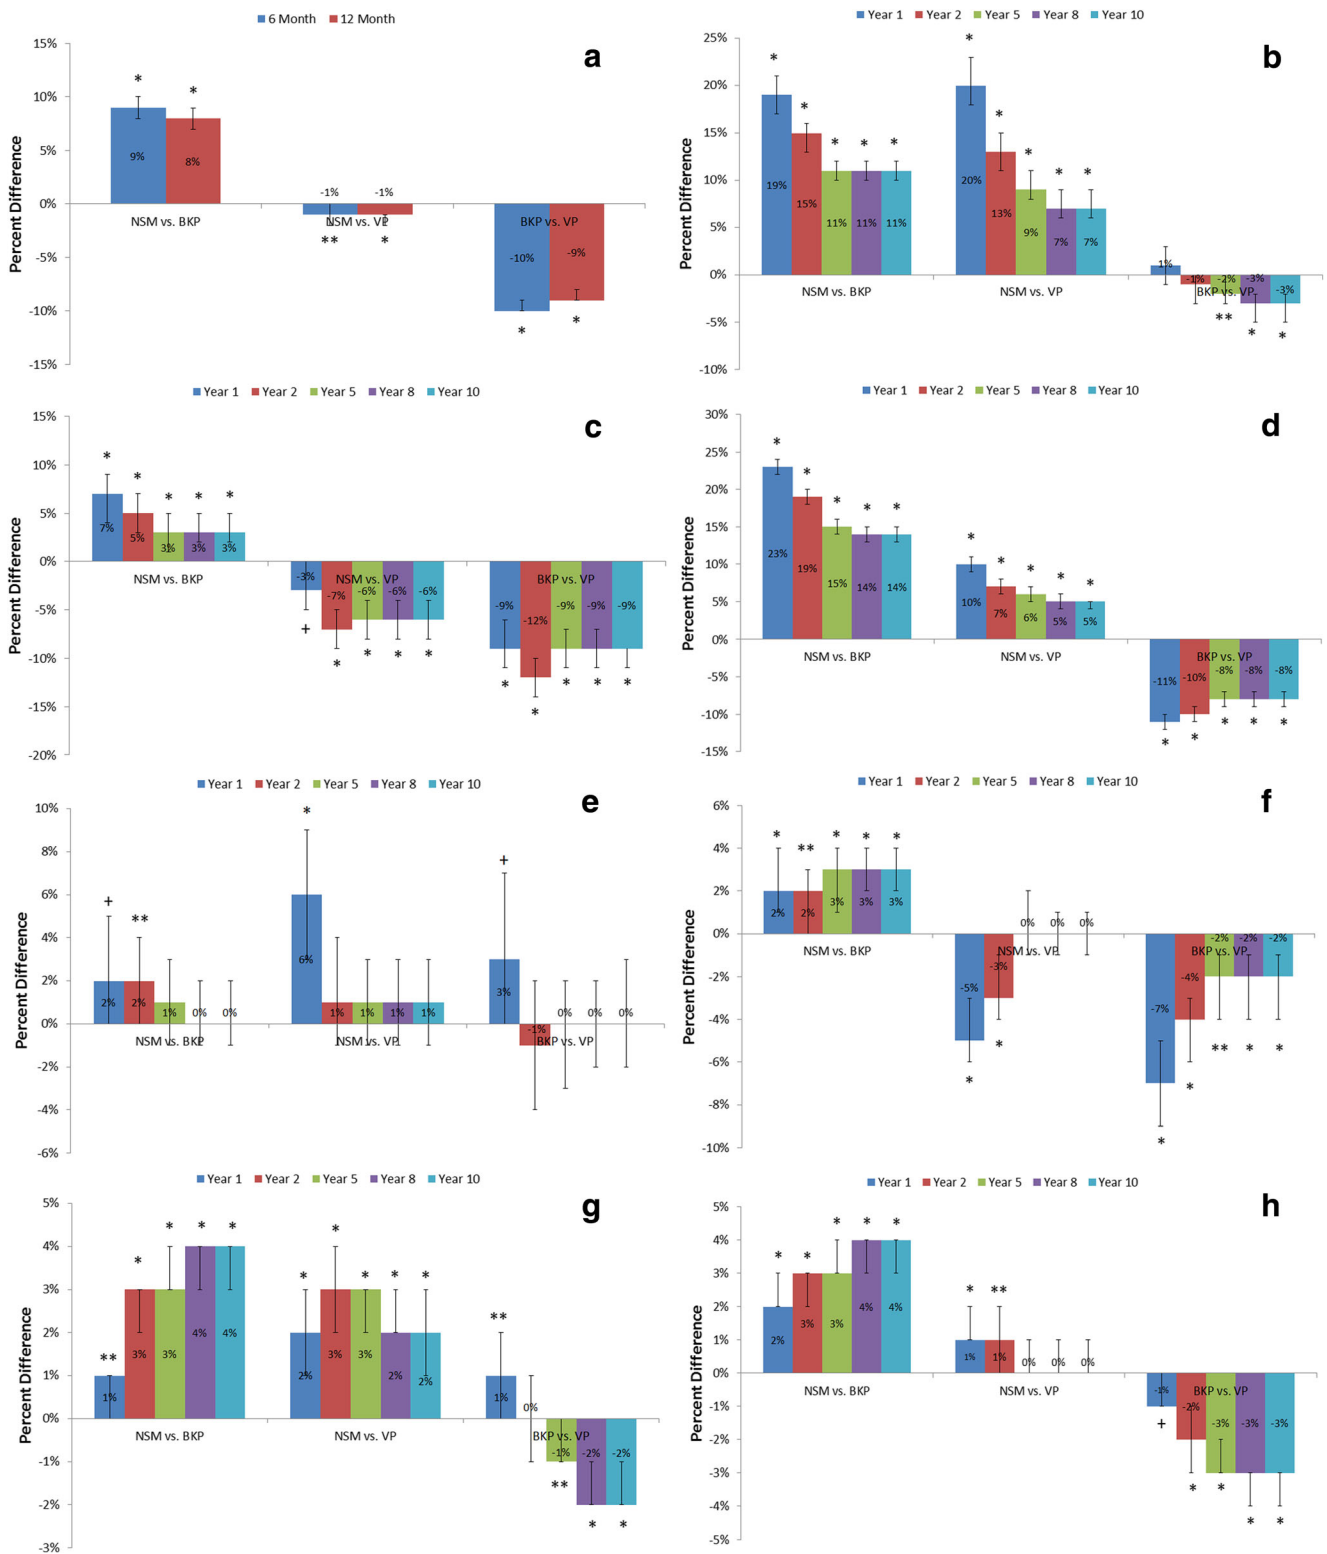 6 Month 12 Month
a
Percent Difference
15%
10%
5%
0%
-5%
-10%
-15%
* * ** * * *
9% 8% -1% -1% -10% -9%
NSM vs. BKP NSM vs. VP BKP vs. VP
Year 1 Year 2 Year 5 Year 8 Year 10
b
Percent Difference
25%
20%
15%
10%
5%
0%
-5%
-10%
* * * * * * * * * * ** * *
19% 15% 11% 11% 11% 20% 13% 9% 7% 7% 1% -1% -2% -3% -3%
NSM vs. BKP NSM vs. VP BKP vs. VP
Year 1 Year 2 Year 5 Year 8 Year 10
c
Percent Difference
15%
10%
5%
0%
-5%
-10%
-15%
-20%
* * * * * + * * * * * * * * *
7% 5% 3% 3% 3% -3% -7% -6% -6% -6% -9% -12% -9% -9% -9%
NSM vs. BKP NSM vs. VP BKP vs. VP
Year 1 Year 2 Year 5 Year 8 Year 10
d
Percent Difference
30%
25%
20%
15%
10%
5%
0%
-5%
-10%
-15%
* * * * * * * * * * * * * * *
23% 19% 15% 14% 14% 10% 7% 6% 5% 5% -11% -10% -8% -8% -8%
NSM vs. BKP NSM vs. VP BKP vs. VP
Year 1 Year 2 Year 5 Year 8 Year 10
e
Percent Difference
10%
8%
6%
4%
2%
0%
-2%
-4%
-6%
+ ** * +
2% 2% 1% 0% 0% 6% 1% 1% 1% 1% 3% -1% 0% 0% 0%
NSM vs. BKP NSM vs. VP BKP vs. VP
Year 1 Year 2 Year 5 Year 8 Year 10
f
Percent Difference
6%
4%
2%
0%
-2%
-4%
-6%
-8%
-10%
* ** * * * * * * * ** * *
2% 2% 3% 3% 3% -5% -3% 0% 0% 0% -7% -4% -2% -2% -2%
NSM vs. BKP NSM vs. VP BKP vs. VP
Year 1 Year 2 Year 5 Year 8 Year 10
g
Percent Difference
5%
4%
3%
2%
1%
0%
-1%
-2%
-3%
** * * * * * * * * * ** ** * *
1% 3% 3% 4% 4% 2% 3% 3% 2% 2% 1% 0% -1% -2% -2%
NSM vs. BKP NSM vs. VP BKP vs. VP
Year 1 Year 2 Year 5 Year 8 Year 10
h
Percent Difference
5%
4%
3%
2%
1%
0%
-1%
-2%
-3%
-4%
-5%
* * * * * * ** + * * * *
2% 3% 3% 4% 4% 1% 1% 0% 0% 0% -1% -2% -3% -3% -3%
NSM vs. BKP NSM vs. VP BKP vs. VP